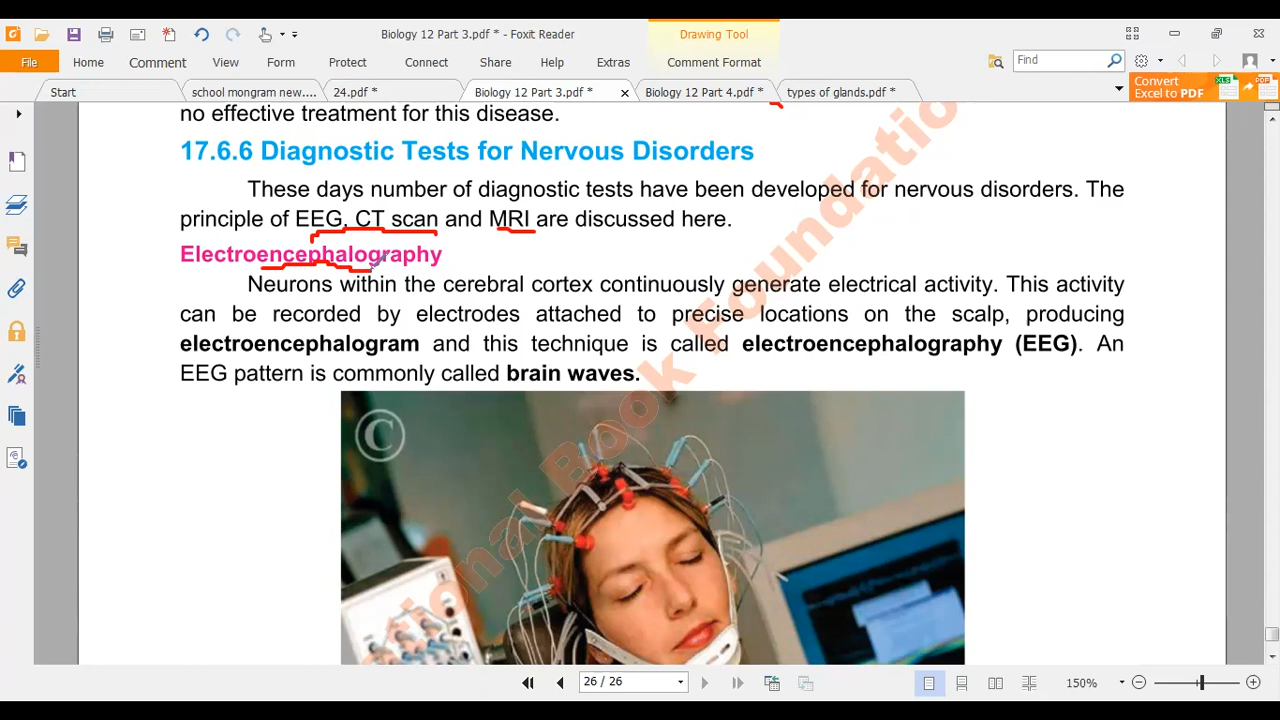 Biology 12 Part 3.pdf * - Foxit Reader
Drawing Tool
File
Home
Comment
View
Form
Protect
Connect
Share
Help
Extras
Comment Format
Find
Start
school mongram new....
24.pdf *
Biology 12 Part 3.pdf *
Biology 12 Part 4.pdf *
types of glands.pdf *
Convert
Excel to PDF
no effective treatment for this disease.
17.6.6 Diagnostic Tests for Nervous Disorders
These days number of diagnostic tests have been developed for nervous disorders. The
principle of EEG, CT scan and MRI are discussed here.
Electroencephalography
Neurons within the cerebral cortex continuously generate electrical activity. This activity
can be recorded by electrodes attached to precise locations on the scalp, producing
electroencephalogram and this technique is called electroencephalography (EEG). An
EEG pattern is commonly called brain waves.
©
tional Book Foundatio
26 / 26
150%